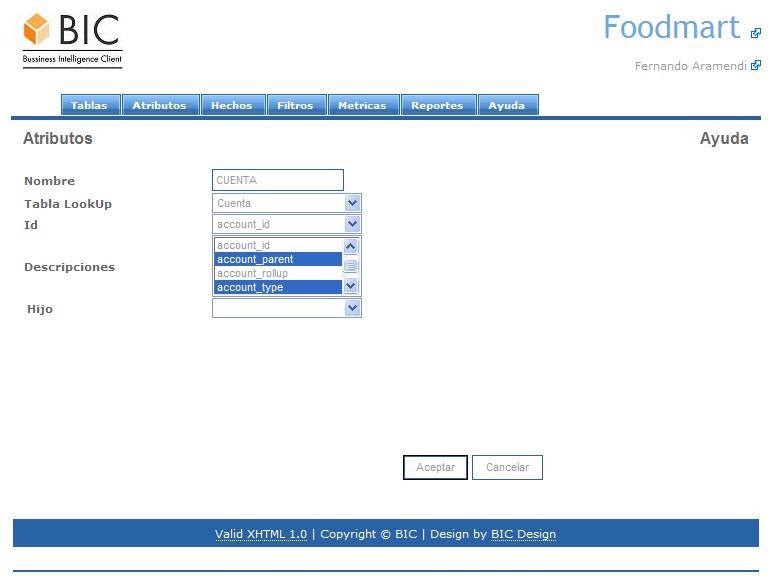 BIC
Bussiness Intelligence Client
Foodmart
Fernando Aramendi
Tablas Atributos Hechos Filtros Metricas Reportes Ayuda
Atributos Ayuda
Nombre CUENTA
Tabla LookUp Cuenta
Id account_id
account_id
account_parent
Descripciones
account_rollup
account_type
Hijo
Aceptar Cancelar
Valid XHTML 1.0 | Copyright © BIC | Design by BIC Design